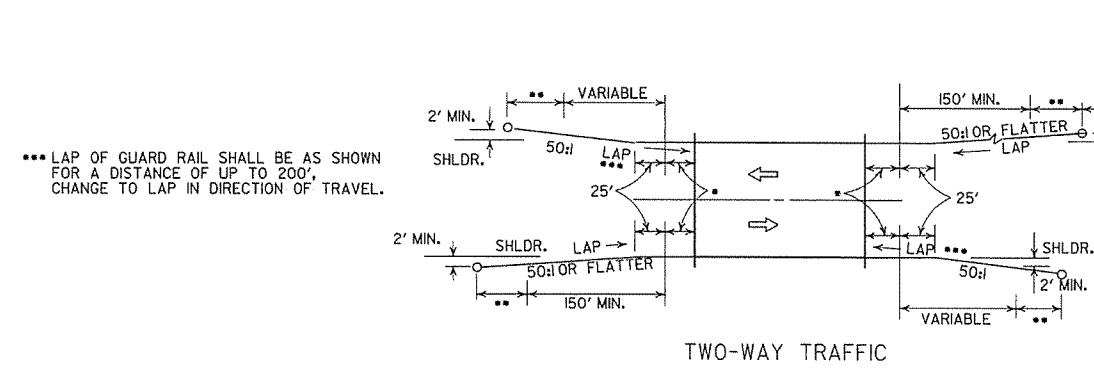 ** VARIABLE
150' MIN. **
2' MIN.
50:1 OR FLATTER
SHLDR.
50:1
LAP
***
LAP
*** LAP OF GUARD RAIL SHALL BE AS SHOWN
FOR A DISTANCE OF UP TO 200',
CHANGE TO LAP IN DIRECTION OF TRAVEL.
25'
*
*
25'
2' MIN.
SHLDR.
LAP
LAP ***
SHLDR.
50:1 OR FLATTER
50:1
2' MIN.
** 150' MIN.
VARIABLE **
TWO-WAY TRAFFIC